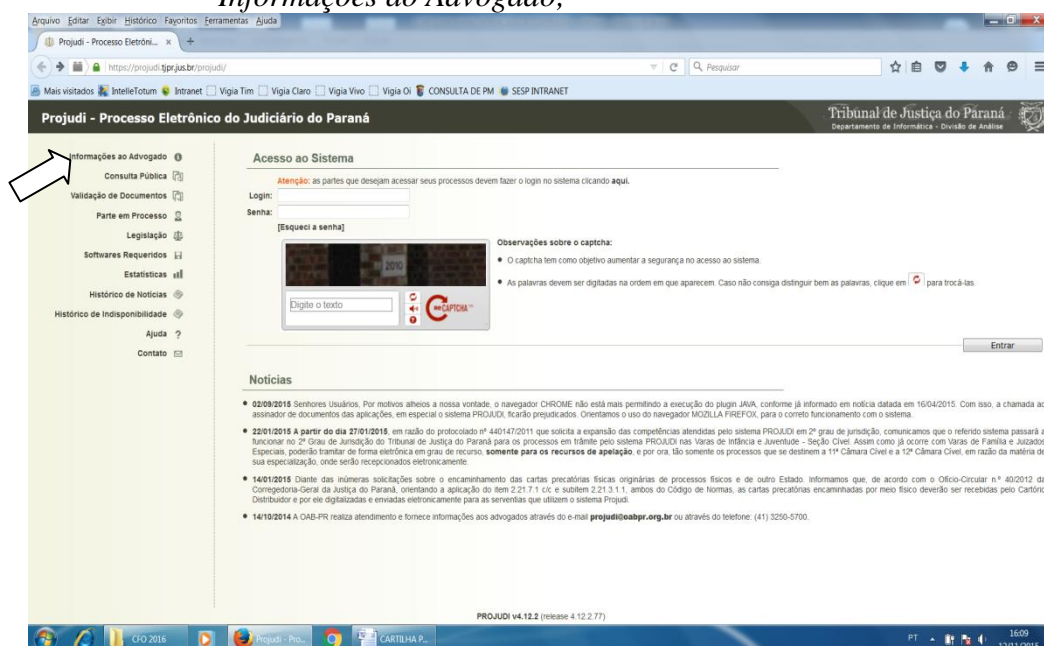 Informações ao Advogado;
Arquivo Editar Exibir Histórico Favoritos Ferramentas Ajuda
Projudi - Processo Eletrôni... × +
https://projudi.tjpr.jus.br/projudi/
Pesquisar
Mais visitados IntelleTotum Intranet Vigia Tim Vigia Claro Vigia Vivo Vigia Oi CONSULTA DE PM SESP INTRANET
Projudi - Processo Eletrônico do Judiciário do Paraná
Tribunal de Justiça do Paraná
Departamento de Informática - Divisão de Análise
Informações ao Advogado
Consulta Pública
Validação de Documentos
Parte em Processo
Legislação
Softwares Requeridos
Estatísticas
Histórico de Notícias
Histórico de Indisponibilidade
Ajuda ?
Contato
Acesso ao Sistema
Atenção: as partes que desejam acessar seus processos devem fazer o login no sistema clicando aqui.
Login:
Senha:
[Esqueci a senha]
2010
Digite o texto
reCAPTCHA™
Observações sobre o captcha:
• O captcha tem como objetivo aumentar a segurança no acesso ao sistema.
• As palavras devem ser digitadas na ordem em que aparecem. Caso não consiga distinguir bem as palavras, clique em para trocá-las.
Entrar
Notícias
• 02/09/2015 Senhores Usuários, Por motivos alheios a nossa vontade, o navegador CHROME não está mais permitindo a execução do plugin JAVA, conforme já informado em notícia datada em 16/04/2015. Com isso, a chamada ao
assinador de documentos das aplicações, em especial o sistema PROJUDI, ficarão prejudicados. Orientamos o uso do navegador MOZILLA FIREFOX, para o correto funcionamento com o sistema.
• 22/01/2015 A partir do dia 27/01/2015, em razão do protocolado nº 440147/2011 que solicita a expansão das competências atendidas pelo sistema PROJUDI em 2º grau de jurisdição, comunicamos que o referido sistema passará a
funcionar no 2º Grau de Jurisdição do Tribunal de Justiça do Paraná para os processos em trâmite pelo sistema PROJUDI nas Varas de Infância e Juventude - Seção Cível. Assim como já ocorre com Varas de Família e Juizados
Especiais, poderão tramitar de forma eletrônica em grau de recurso, somente para os recursos de apelação, e por ora, tão somente os processos que se destinem a 11ª Câmara Cível e a 12ª Câmara Cível, em razão da matéria de
sua especialização, onde serão recepcionados eletronicamente.
• 14/01/2015 Diante das inúmeras solicitações sobre o encaminhamento das cartas precatórias físicas originárias de processos físicos e de outro Estado. Informamos que, de acordo com o Ofício-Circular n.º 40/2012 da
Corregedoria-Geral da Justiça do Paraná, orientando a aplicação do item 2.21.7.1 c/c e subitem 2.21.3.1.1, ambos do Código de Normas, as cartas precatórias encaminhadas por meio físico deverão ser recebidas pelo Cartório
Distribuidor e por ele digitalizadas e enviadas eletronicamente para as serventias que utilizem o sistema Projudi.
• 14/10/2014 A OAB-PR realiza atendimento e fornece informações aos advogados através do e-mail projudi@oabpr.org.br ou através do telefone: (41) 3250-5700.
PROJUDI v4.12.2 (release 4.12.2.77)
CFO 2016 Projudi - Pro... CARTILHA P...
PT 16:09
12/11/2015